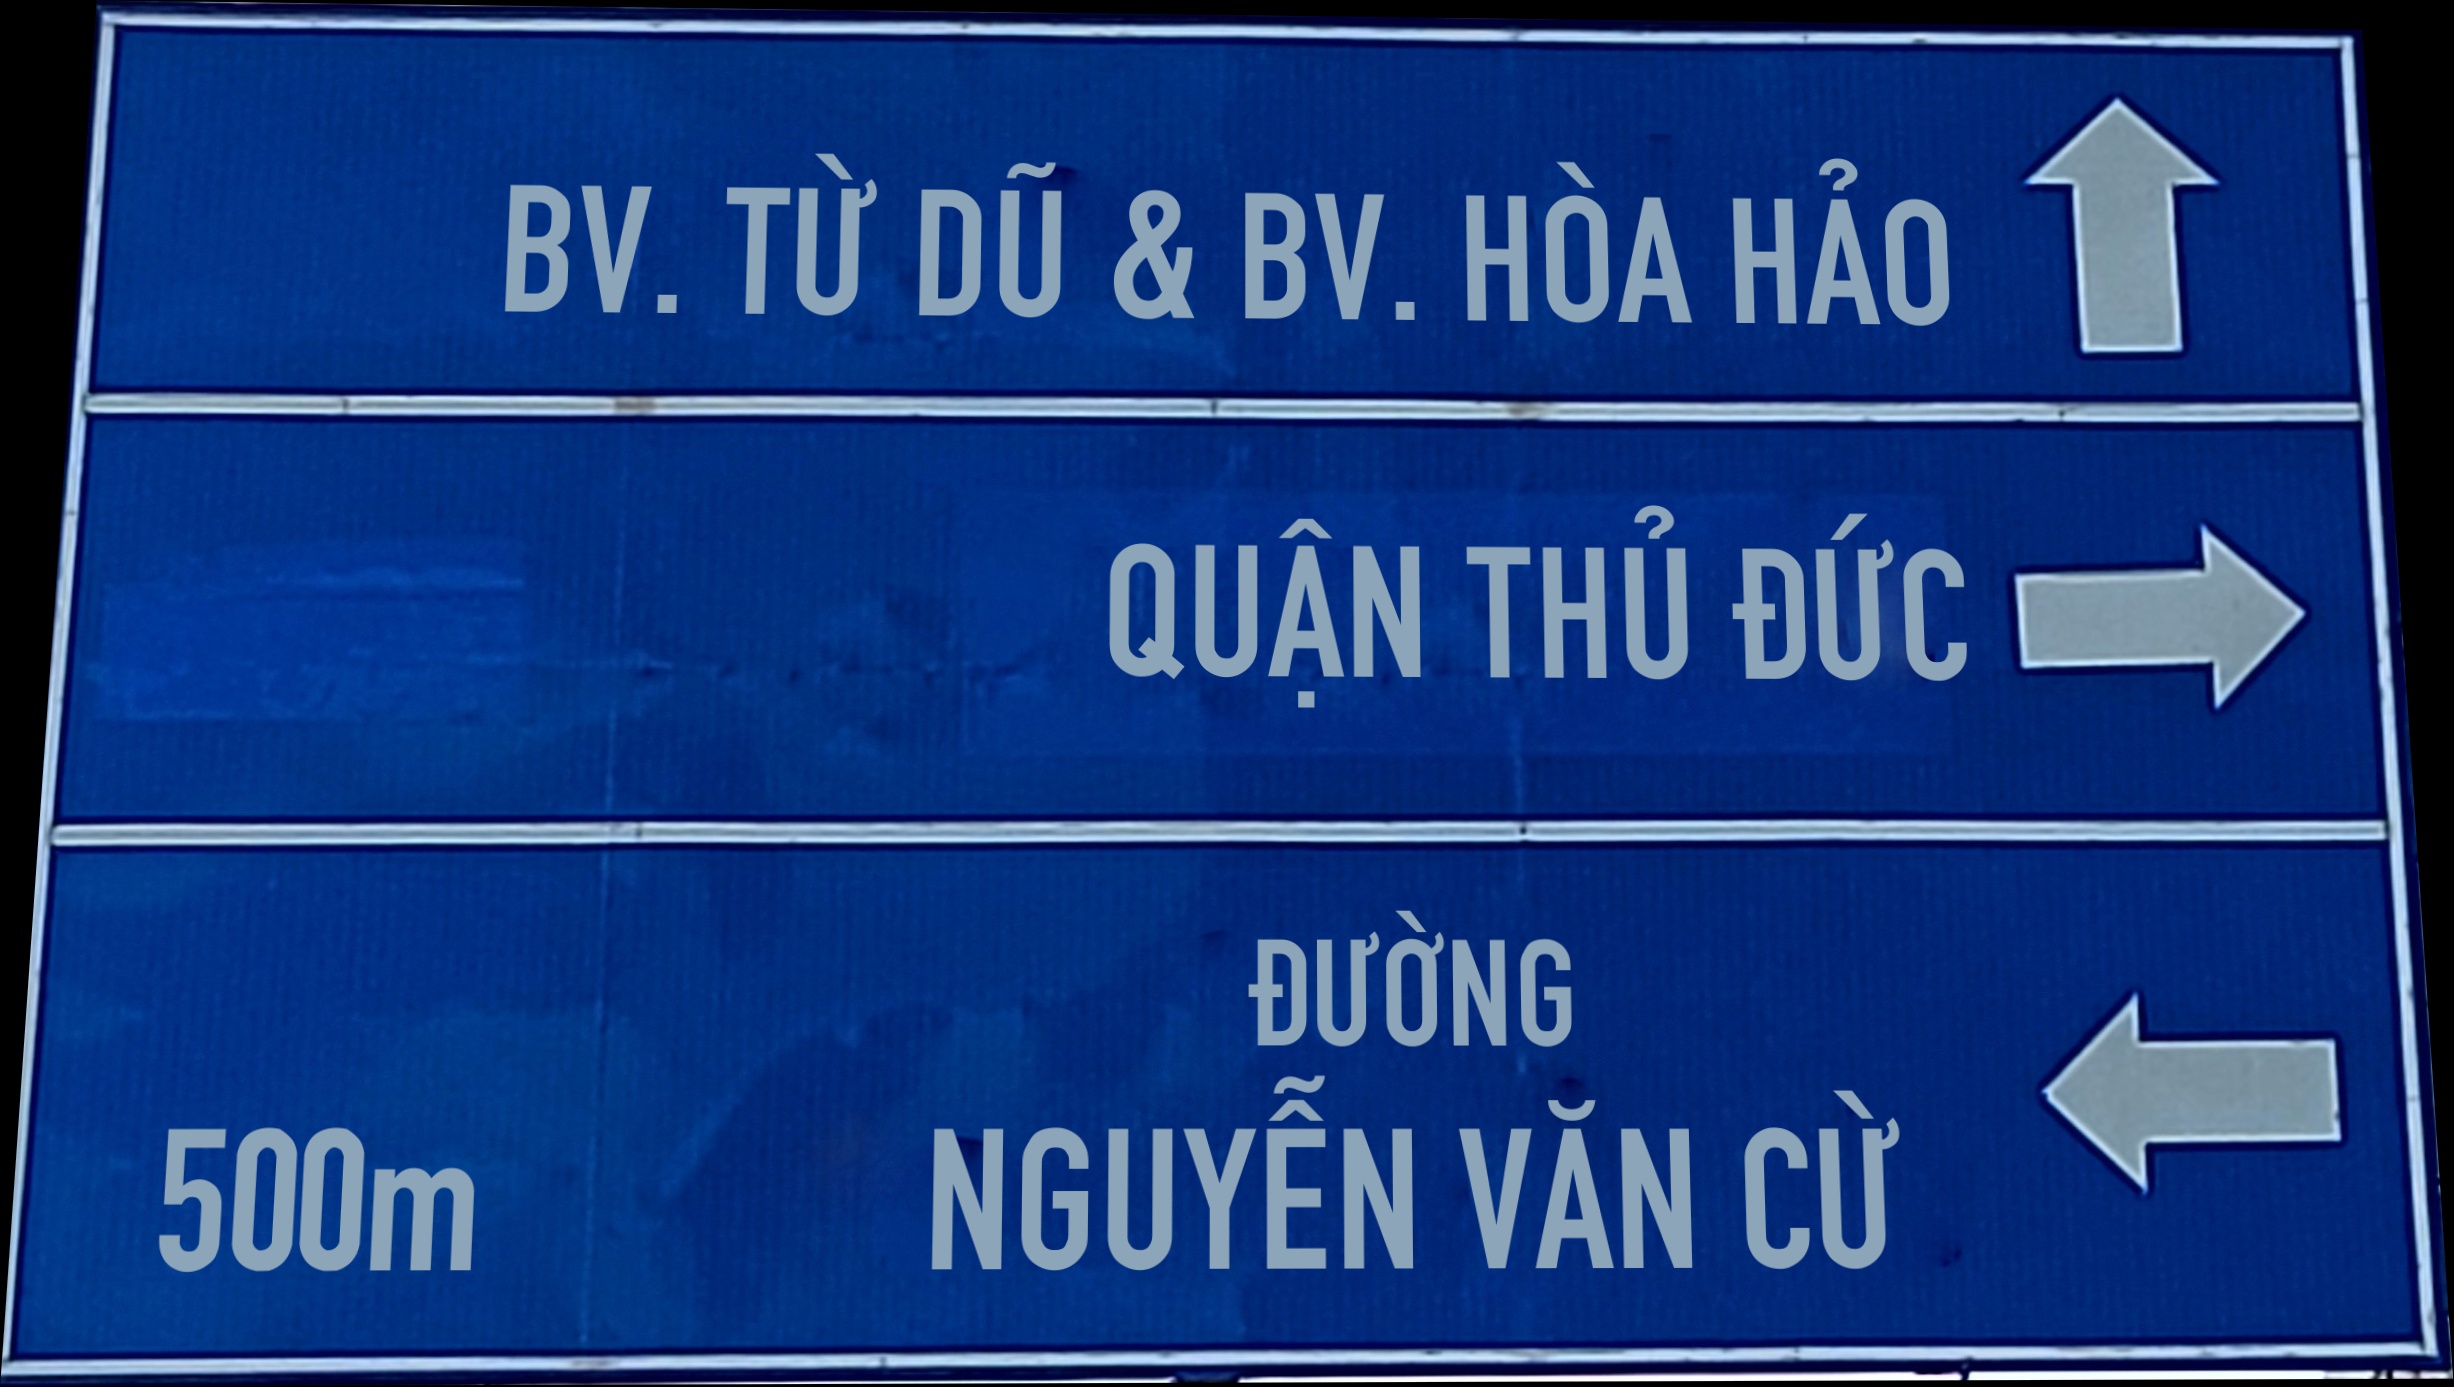 BV. TỪ DŨ & BV. HÒA HẢO
QUẬN THỦ ĐỨC
ĐƯỜNG
NGUYỄN VĂN CỪ
500m